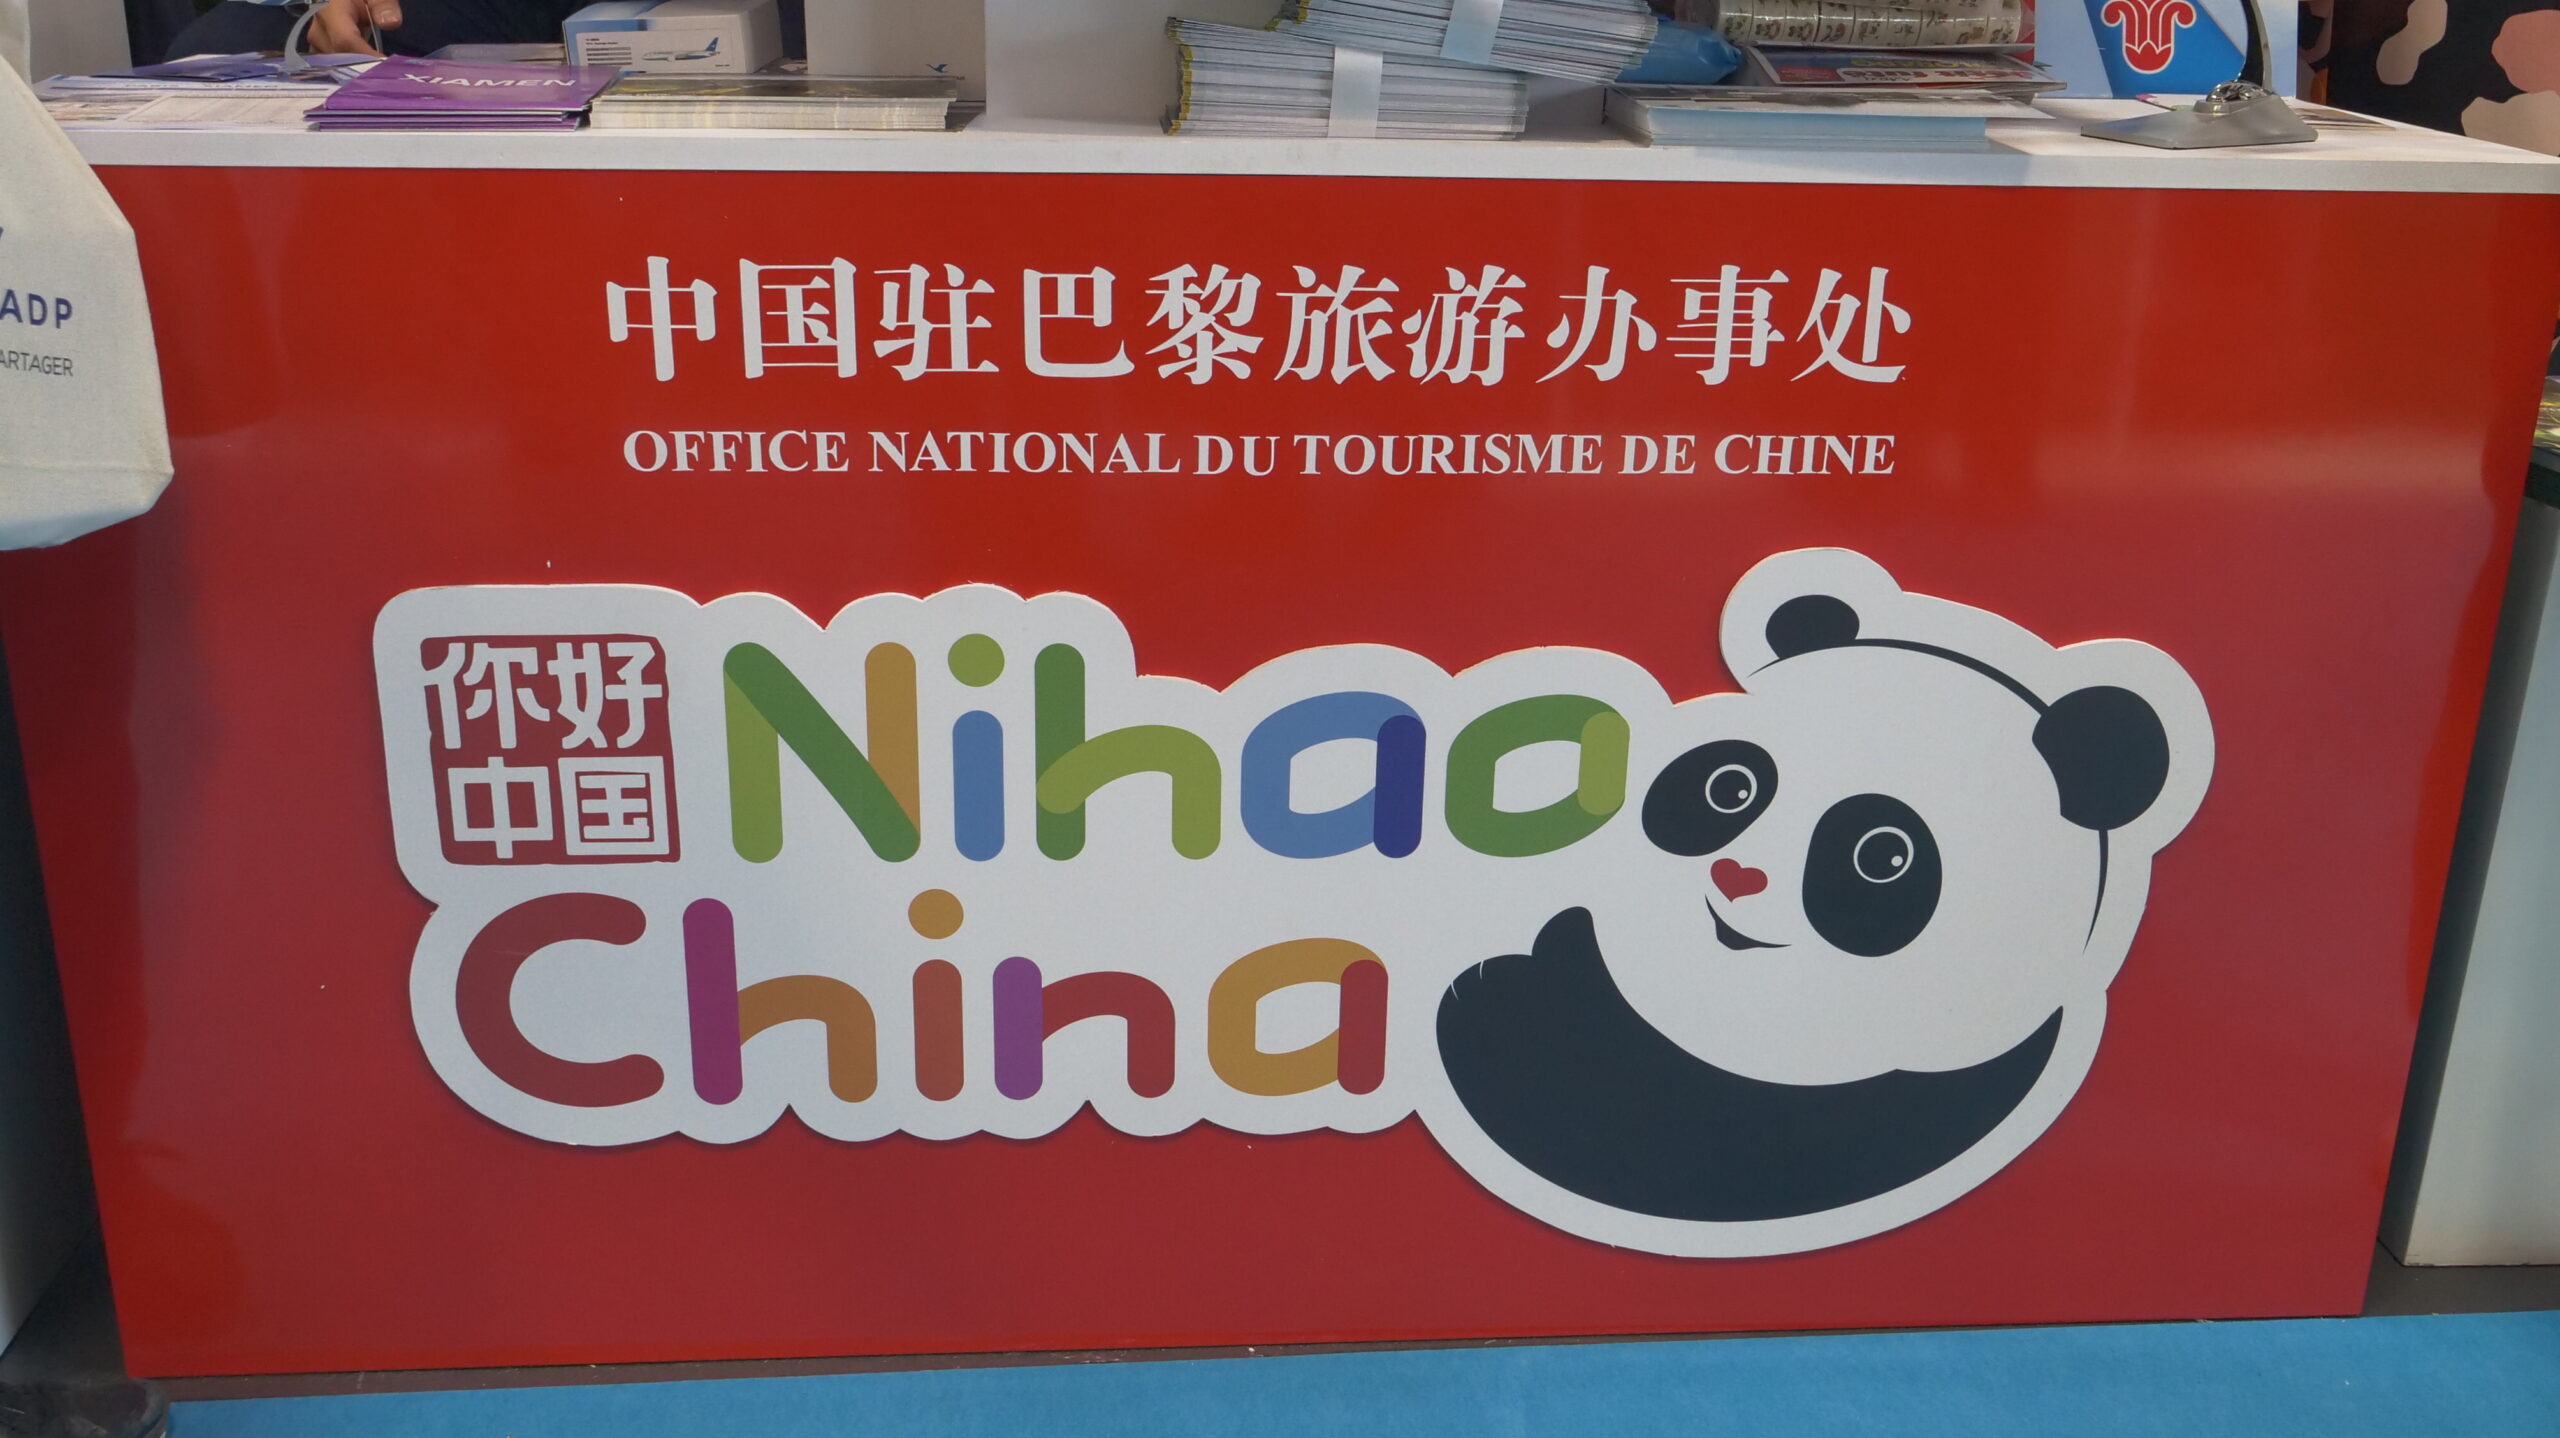 XIAMEN
ADP
ARTAGER
中国驻巴黎旅游办事处
OFFICE NATIONAL DU TOURISME DE CHINE
你好
中国
Nihao
China